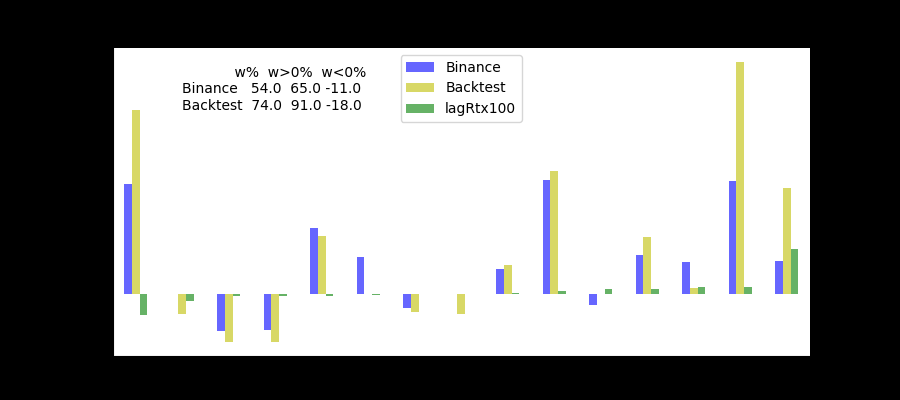 w%  w>0%  w<0%
Binance  54.0  65.0 -11.0
Backtest  74.0  91.0 -18.0
Binance
Backtest
lagRtx100